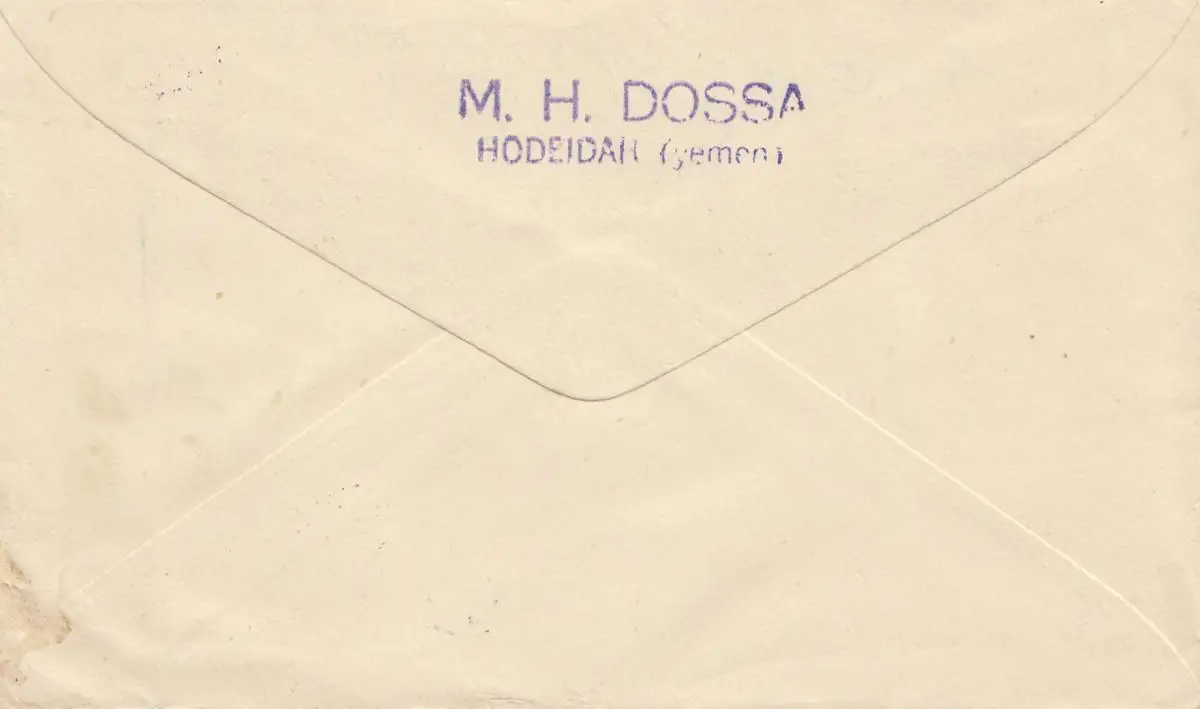 M. H. DOSSA
HODEIDAH (yemen)